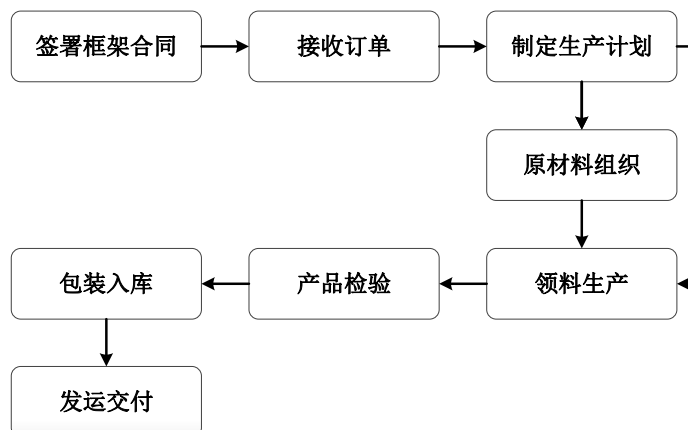 签署框架合同
接收订单
制定生产计划
原材料组织
包装入库
产品检验
领料生产
发运交付